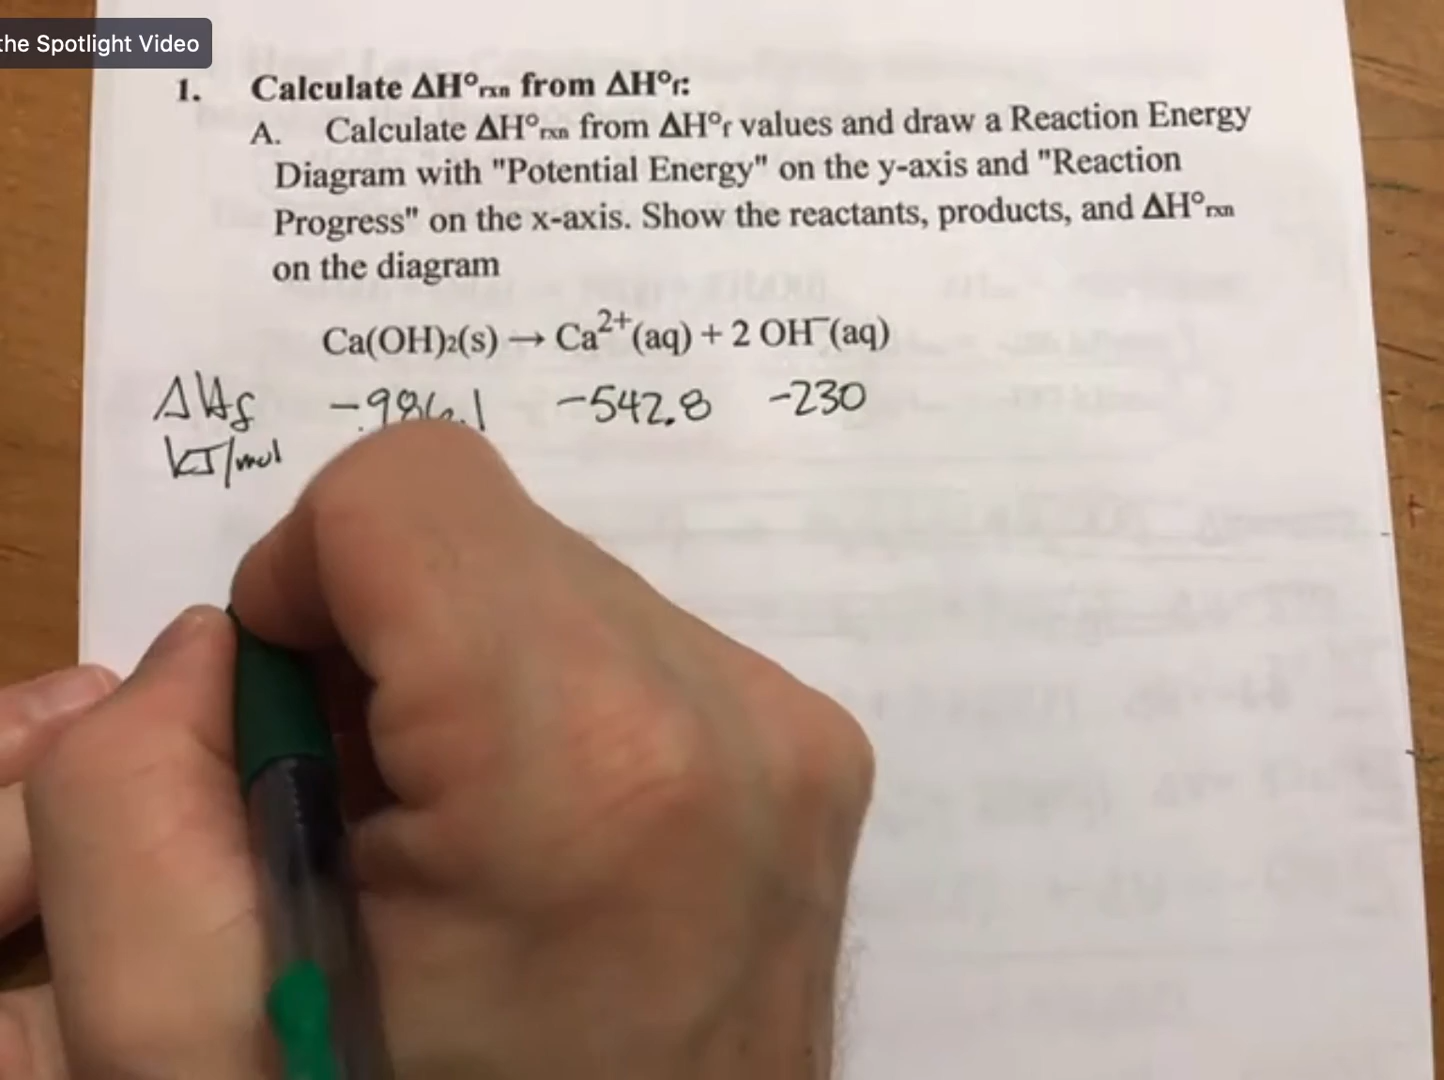 the Spotlight Video
1. Calculate ΔH°rxn from ΔH°f:
A. Calculate ΔH°rxn from ΔH°f values and draw a Reaction Energy
Diagram with "Potential Energy" on the y-axis and "Reaction
Progress" on the x-axis. Show the reactants, products, and ΔH°rxn
on the diagram
Ca(OH)₂(s) → Ca²⁺(aq) + 2 OH⁻(aq)
ΔHf -986.1 -542.8 -230
kJ/mol